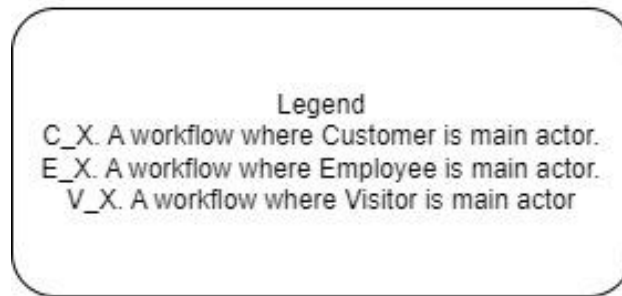 Legend
C_X. A workflow where Customer is main actor.
E_X. A workflow where Employee is main actor.
V_X. A workflow where Visitor is main actor